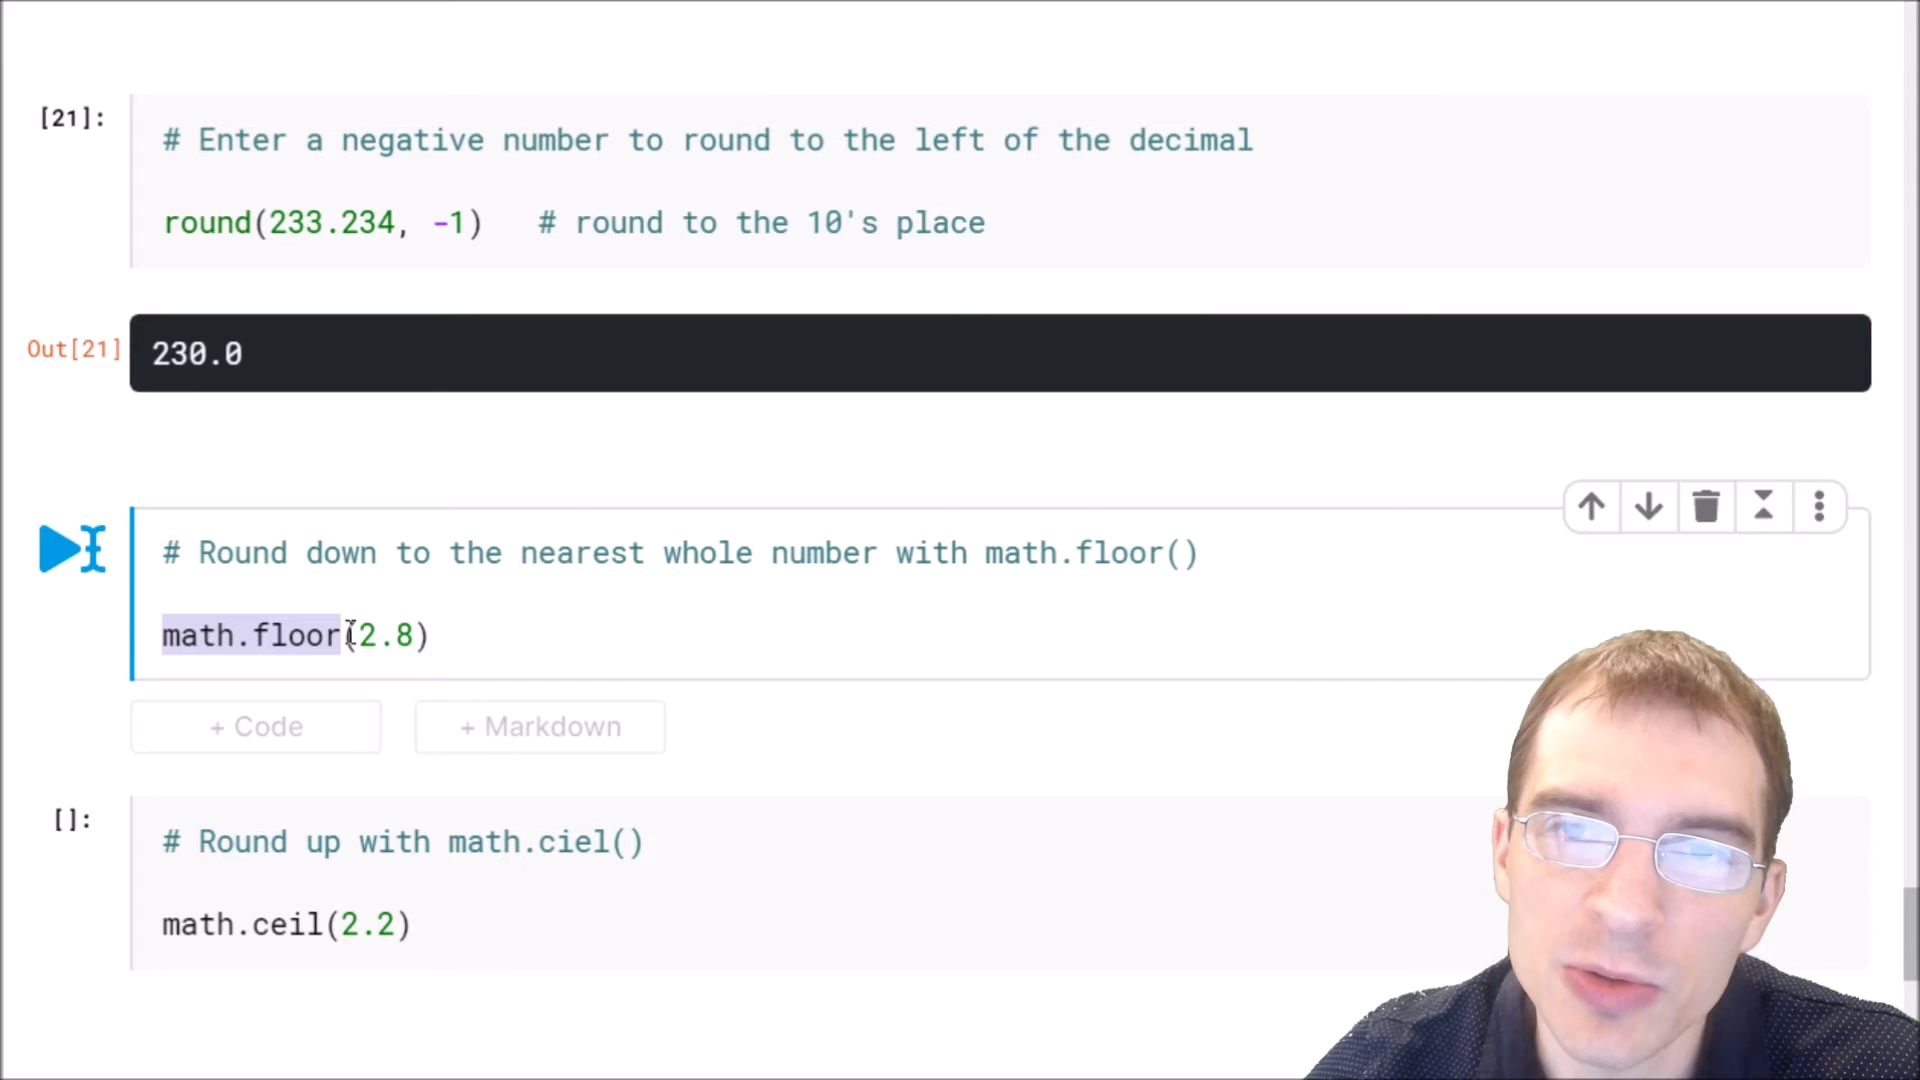 [21]:
# Enter a negative number to round to the left of the decimal
round(233.234, -1)   # round to the 10's place
Out[21]
230.0
# Round down to the nearest whole number with math.floor()
math.floor(2.8)
+ Code
+ Markdown
[]:
# Round up with math.ciel()
math.ceil(2.2)